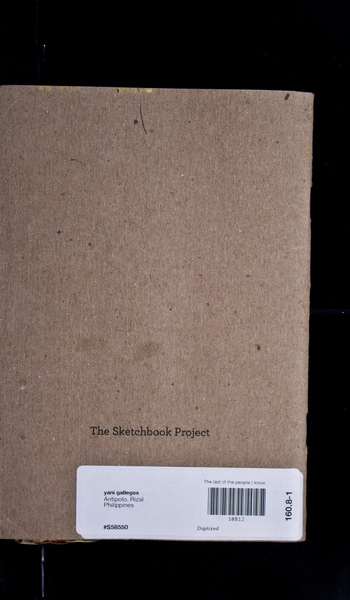 The Sketchbook Project
The last of the people I know
yani gallegos
Antipolo, Rizal
Philippines
#S58550
16812
Digitized
160.8-1